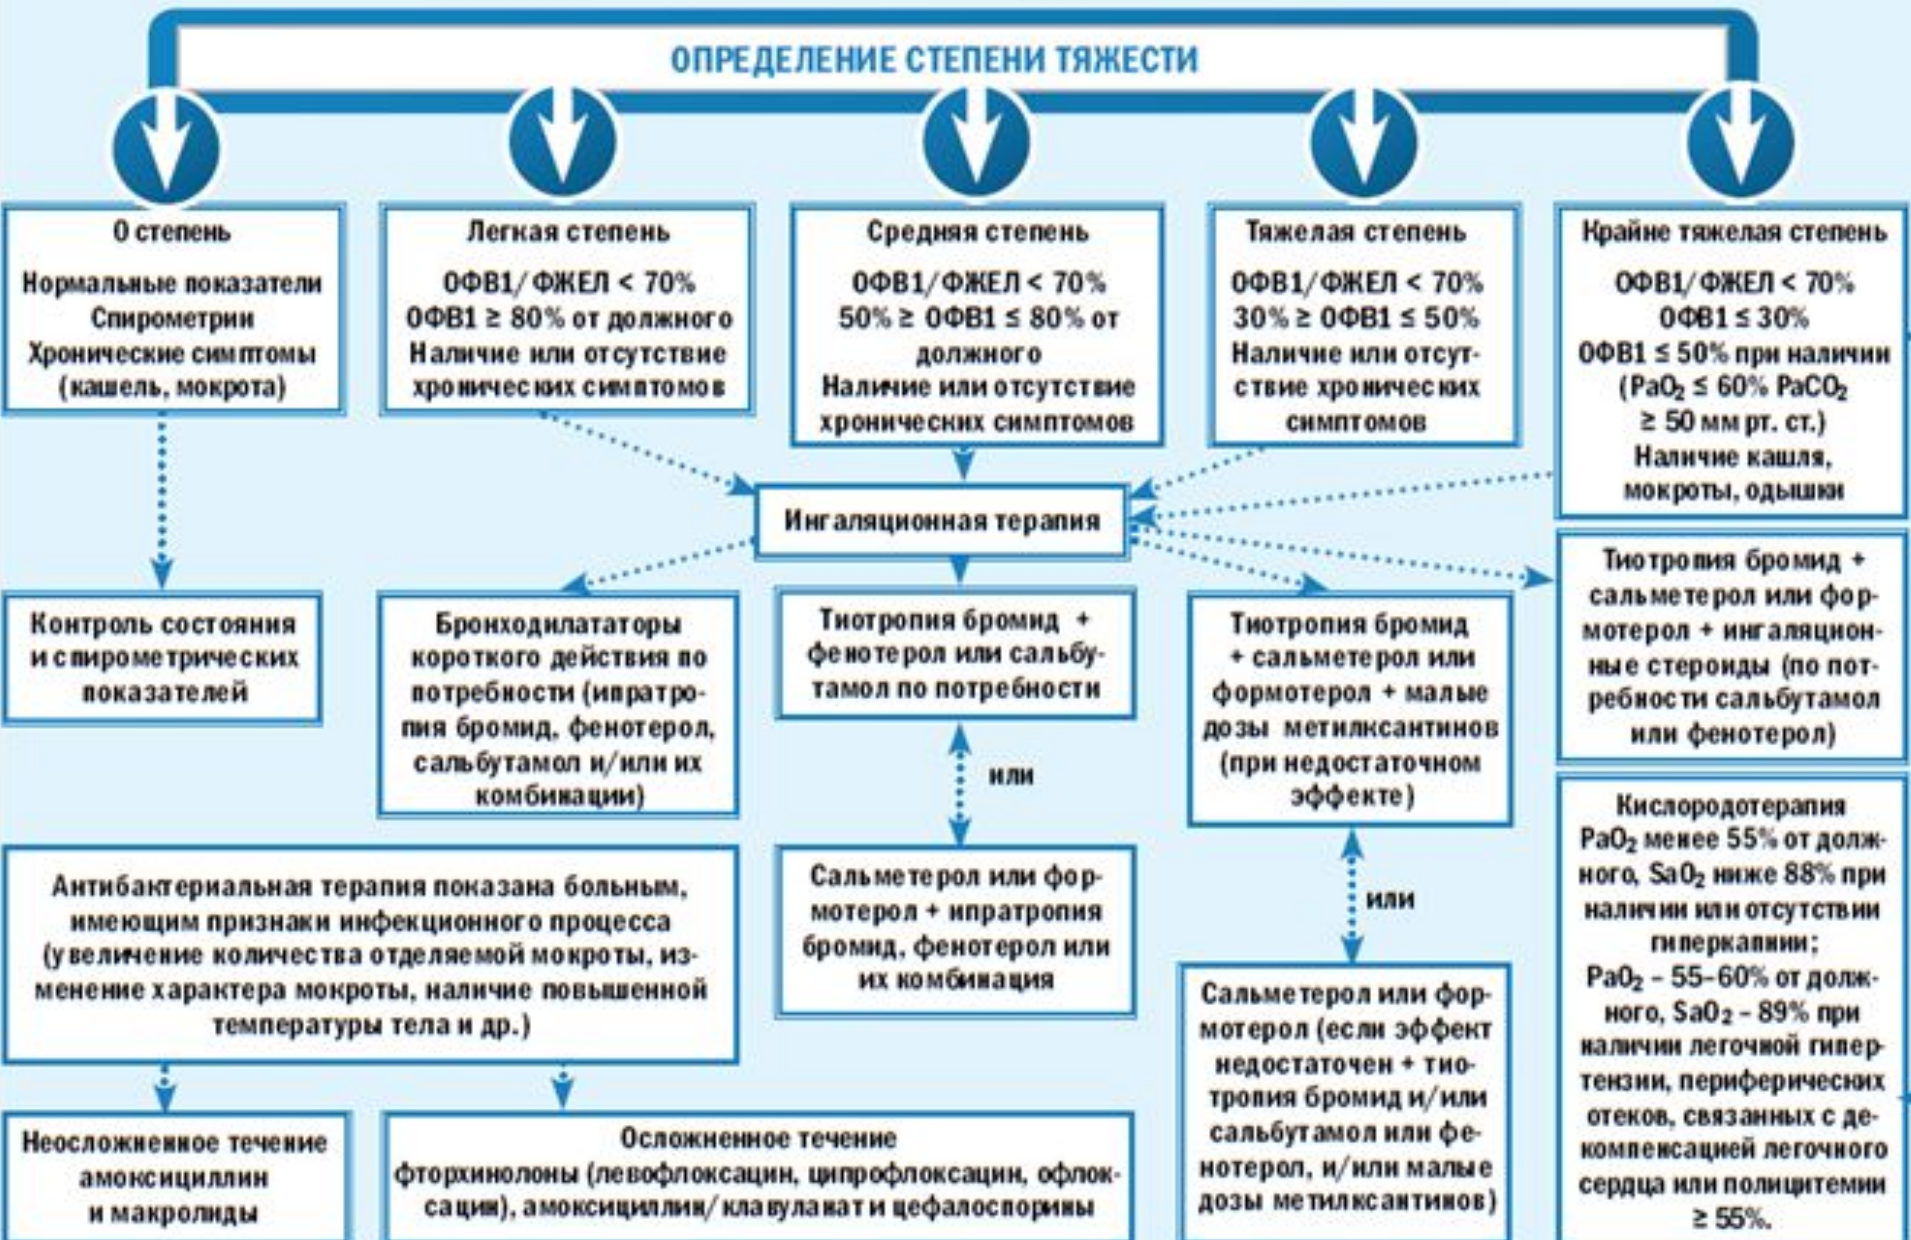 ОПРЕДЕЛЕНИЕ СТЕПЕНИ ТЯЖЕСТИ
0 степень
Нормальные показатели
Спирометрии
Хронические симптомы
(кашель, мокрота)
Легкая степень
ОФВ1/ФЖЕЛ < 70%
ОФВ1 ≥ 80% от должного
Наличие или отсутствие
хронических симптомов
Средняя степень
ОФВ1/ФЖЕЛ < 70%
50% ≥ ОФВ1 ≤ 80% от
должного
Наличие или отсутствие
хронических симптомов
Тяжелая степень
ОФВ1/ФЖЕЛ < 70%
30% ≥ ОФВ1 ≤ 50%
Наличие или отсут-
ствие хронических
симптомов
Крайне тяжелая степень
ОФВ1/ФЖЕЛ < 70%
ОФВ1 ≤ 30%
ОФВ1 ≤ 50% при наличии
(PaO₂ ≤ 60% PaCO₂
≥ 50 мм рт. ст.)
Наличие кашля,
мокроты, одышки
Ингаляционная терапия
Контроль состояния
и спирометрических
показателей
Бронходилататоры
короткого действия по
потребности (ипратро-
пия бромид, фенотерол,
сальбутамол и/или их
комбинации)
Тиотропия бромид +
фенотерол или сальбу-
тамол по потребности
или
Сальметерол или фор-
мотерол + ипратропия
бромид, фенотерол или
их комбинация
Тиотропия бромид
+ сальметерол или
формотерол + малые
дозы метилксантинов
(при недостаточном
эффекте)
или
Сальметерол или фор-
мотерол (если эффект
недостаточен + тио-
тропия бромид и/или
сальбутамол или фе-
нотерол, и/или малые
дозы метилксантинов)
Тиотропия бромид +
сальметерол или фор-
мотерол + ингаляцион-
ные стероиды (по пот-
ребности сальбутамол
или фенотерол)
Кислородотерапия
PaO₂ менее 55% от долж-
ного, SaO₂ ниже 88% при
наличии или отсутствии
гиперкапнии;
PaO₂ – 55–60% от долж-
ного, SaO₂ – 89% при
наличии легочной гипер-
тензии, периферических
отеков, связанных с де-
компенсацией легочного
сердца или полицитемии
≥ 55%.
Антибактериальная терапия показана больным,
имеющим признаки инфекционного процесса
(увеличение количества отделяемой мокроты, из-
менение характера мокроты, наличие повышенной
температуры тела и др.)
Неосложненное течение
амоксициллин
и макролиды
Осложненное течение
фторхинолоны (левофлоксацин, ципрофлоксацин, офлок-
сацин), амоксициллин/клавуланат и цефалоспорины